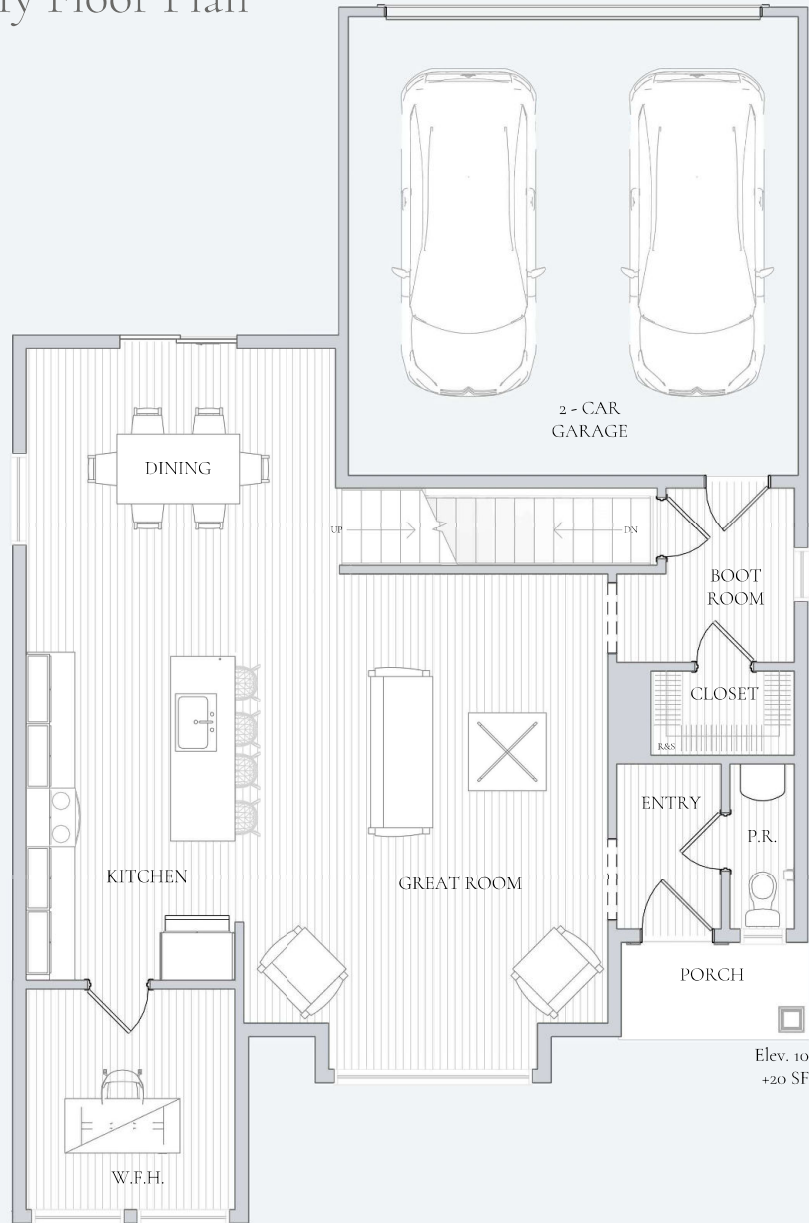 Floor Plan
2 - CAR
GARAGE
DINING
UP
DN
BOOT
ROOM
CLOSET
R&S
ENTRY
P.R.
KITCHEN
GREAT ROOM
PORCH
Elev. 10
+20 SF
W.F.H.